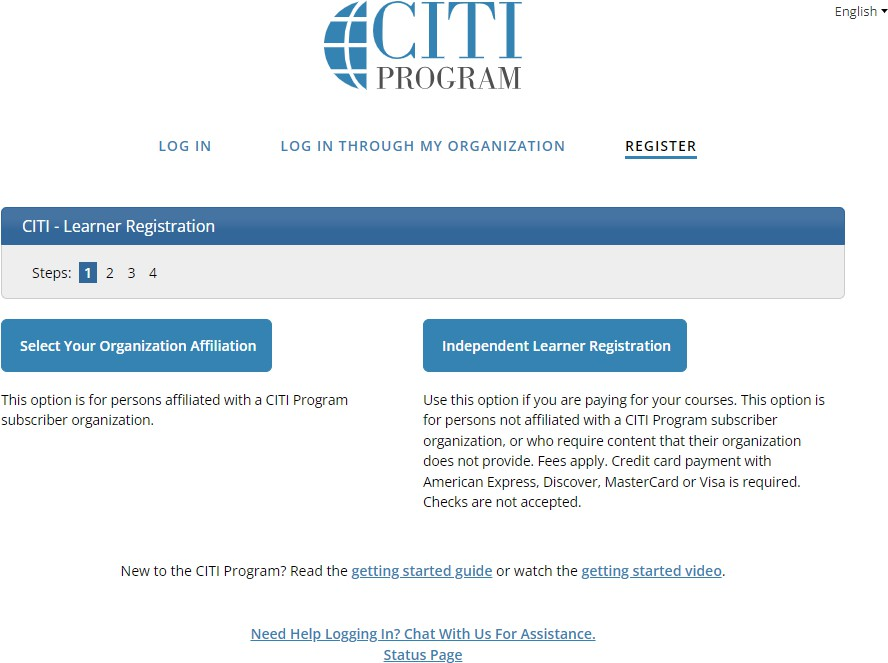 English
CITI
PROGRAM
LOG IN
LOG IN THROUGH MY ORGANIZATION
REGISTER
CITI - Learner Registration
Steps: 1 2 3 4
Select Your Organization Affiliation
This option is for persons affiliated with a CITI Program
subscriber organization.
Independent Learner Registration
Use this option if you are paying for your courses. This option is
for persons not affiliated with a CITI Program subscriber
organization, or who require content that their organization
does not provide. Fees apply. Credit card payment with
American Express, Discover, MasterCard or Visa is required.
Checks are not accepted.
New to the CITI Program? Read the getting started guide or watch the getting started video.
Need Help Logging In? Chat With Us For Assistance.
Status Page